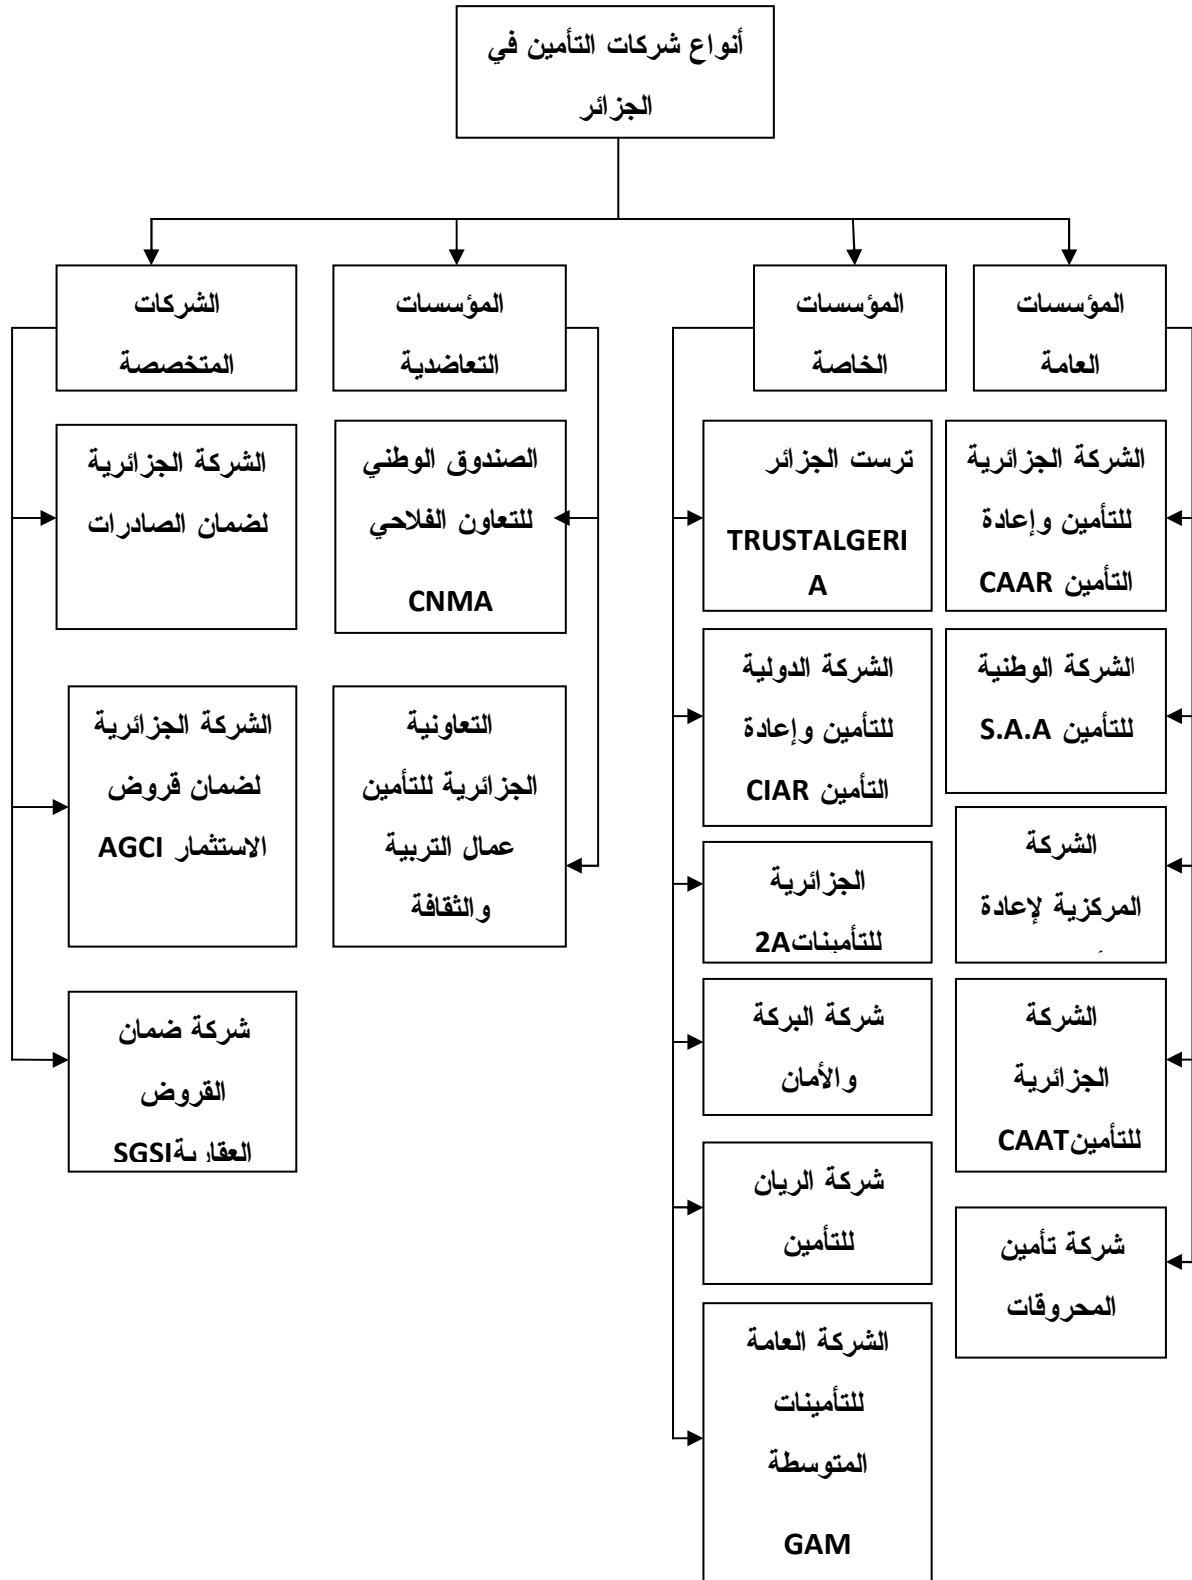 أنواع شركات التأمين في
الجزائر
المؤسسات
العامة
المؤسسات
الخاصة
المؤسسات
التعاضدية
الشركات
المتخصصة
الشركة الجزائرية
للتأمين وإعادة
التأمين CAAR
الشركة الوطنية
للتأمين S.A.A
الشركة
المركزية لإعادة
الشركة
الجزائرية
للتأمينCAAT
شركة تأمين
المحروقات
ترست الجزائر
TRUSTALGERI
A
الشركة الدولية
للتأمين وإعادة
التأمين CIAR
الجزائرية
للتأمينات2A
شركة البركة
والأمان
شركة الريان
للتأمين
الشركة العامة
للتأمينات
المتوسطة
GAM
الصندوق الوطني
للتعاون الفلاحي
CNMA
التعاونية
الجزائرية للتأمين
عمال التربية
والثقافة
الشركة الجزائرية
لضمان الصادرات
الشركة الجزائرية
لضمان قروض
الاستثمار AGCI
شركة ضمان
القروض
العقاريةSGSI